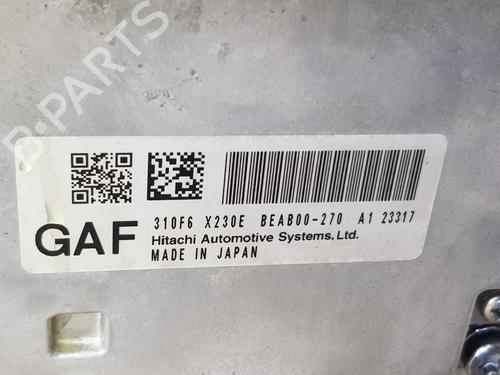 B-PARTS
310F6 X230E BEAB00-270 A1 23317
GAF
Hitachi Automotive Systems, Ltd.
MADE IN JAPAN